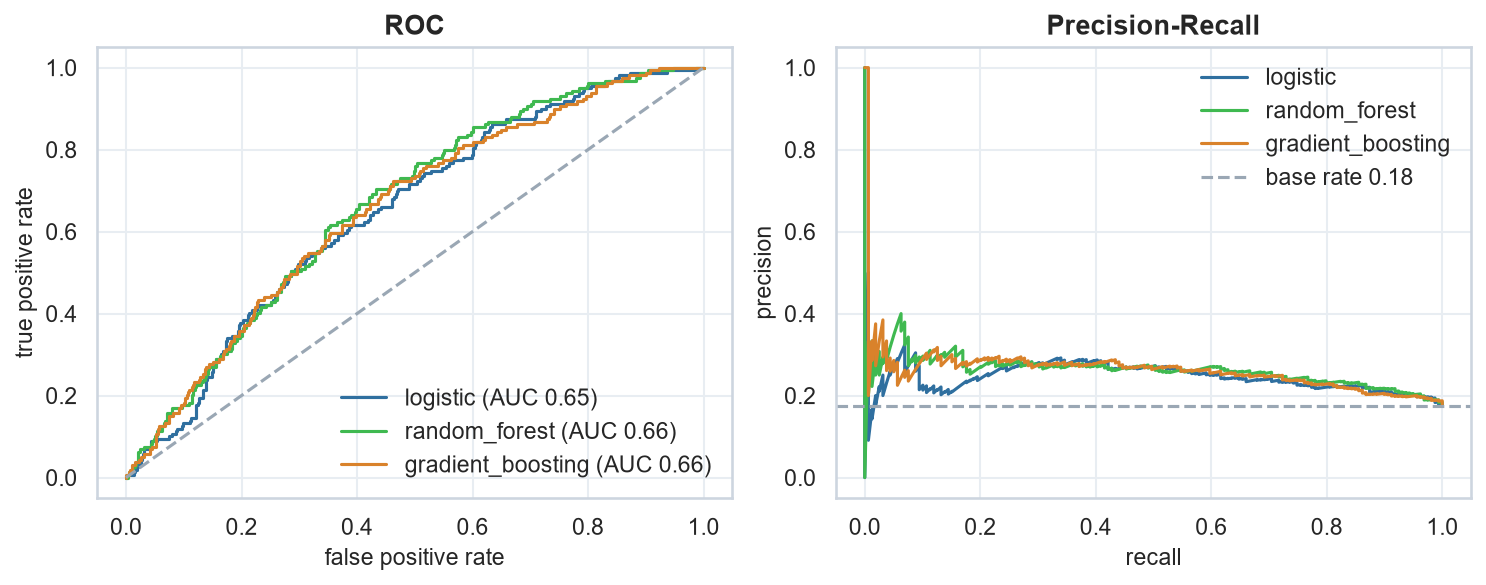 ROC
1.0
0.8
0.6
0.4
0.2
0.0
true positive rate
logistic (AUC 0.65)
random_forest (AUC 0.66)
gradient_boosting (AUC 0.66)
0.0 0.2 0.4 0.6 0.8 1.0
false positive rate
Precision-Recall
1.0
0.8
0.6
0.4
0.2
0.0
precision
logistic
random_forest
gradient_boosting
base rate 0.18
0.0 0.2 0.4 0.6 0.8 1.0
recall